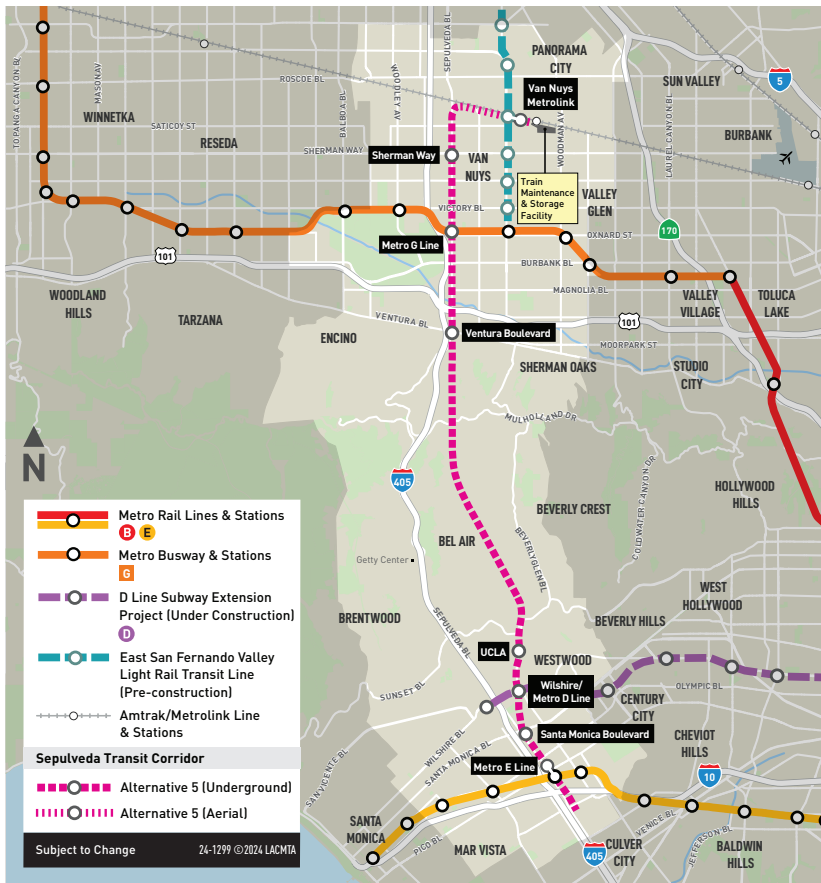 SEPULVEDA BL
PANORAMA
CITY
TOPANGA CANYON BL
MASON AV
BALBOA BL
WOODLEY AV
ROSCOE BL
Van Nuys
Metrolink
WOODMAN AV
SUN VALLEY
5
LAUREL CANYON BL
WINNETKA
SATICOY ST
RESEDA
SHERMAN WAY
Sherman Way
VAN
NUYS
BURBANK
Train
Maintenance
& Storage
Facility
VALLEY
GLEN
VICTORY BL
Metro G Line
OXNARD ST
170
101
BURBANK BL
MAGNOLIA BL
WOODLAND
HILLS
TARZANA
VALLEY
VILLAGE
TOLUCA
LAKE
VENTURA BL
101
ENCINO
Ventura Boulevard
MOORPARK ST
SHERMAN OAKS
STUDIO
CITY
MULHOLLAND DR
N
405
COLDWATER CANYON DR
HOLLYWOOD
HILLS
BEVERLY CREST
BEL AIR
BEVERLY GLEN BL
Getty Center
WEST
HOLLYWOOD
BRENTWOOD
SEPULVEDA BL
BEVERLY HILLS
UCLA
WESTWOOD
SUNSET BL
Wilshire/
Metro D Line
OLYMPIC BL
CENTURY
CITY
Santa Monica Boulevard
CHEVIOT
HILLS
WILSHIRE BL
SANTA MONICA BL
SAN VICENTE BL
Metro E Line
10
SANTA
MONICA
PICO BL
MAR VISTA
VENICE BL
JEFFERSON BL
405
CULVER
CITY
BALDWIN
HILLS
Metro Rail Lines & Stations
B E
Metro Busway & Stations
G
D Line Subway Extension
Project (Under Construction)
D
East San Fernando Valley
Light Rail Transit Line
(Pre-construction)
Amtrak/Metrolink Line
& Stations
Sepulveda Transit Corridor
Alternative 5 (Underground)
Alternative 5 (Aerial)
Subject to Change 24-1299 ©2024 LACMTA